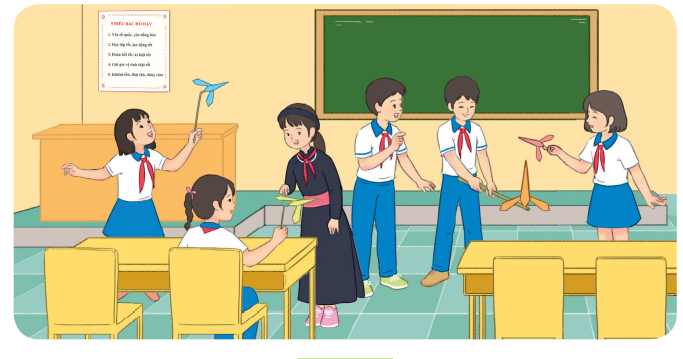 5 ĐIỀU BÁC HỒ DẠY
1. Yêu tổ quốc, yêu đồng bào
2. Học tập tốt, lao động tốt
3. Đoàn kết tốt, kỉ luật tốt
4. Giữ gìn vệ sinh thật tốt
5. Khiêm tốn, thật thà, dũng cảm